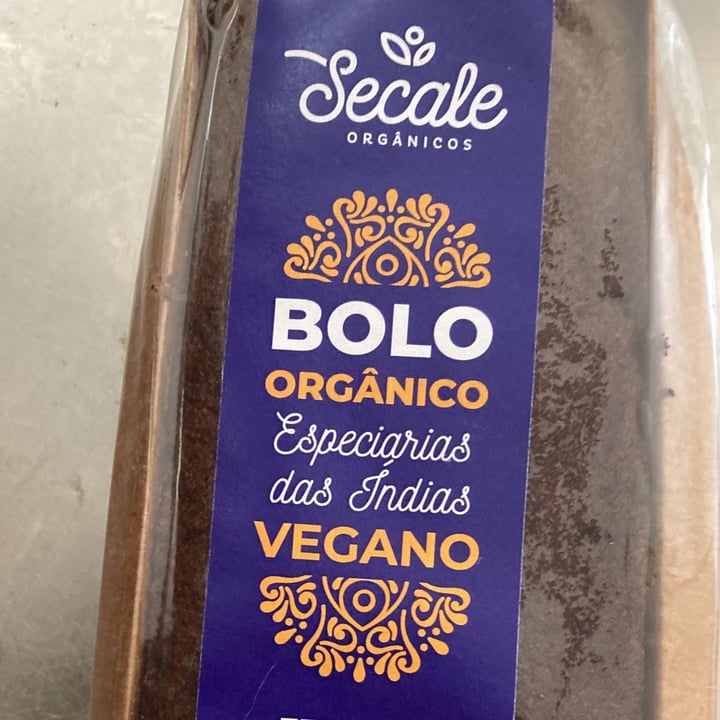 Secale
ORGÂNICOS
BOLO
ORGÂNICO
Especiarias
das Índias
VEGANO